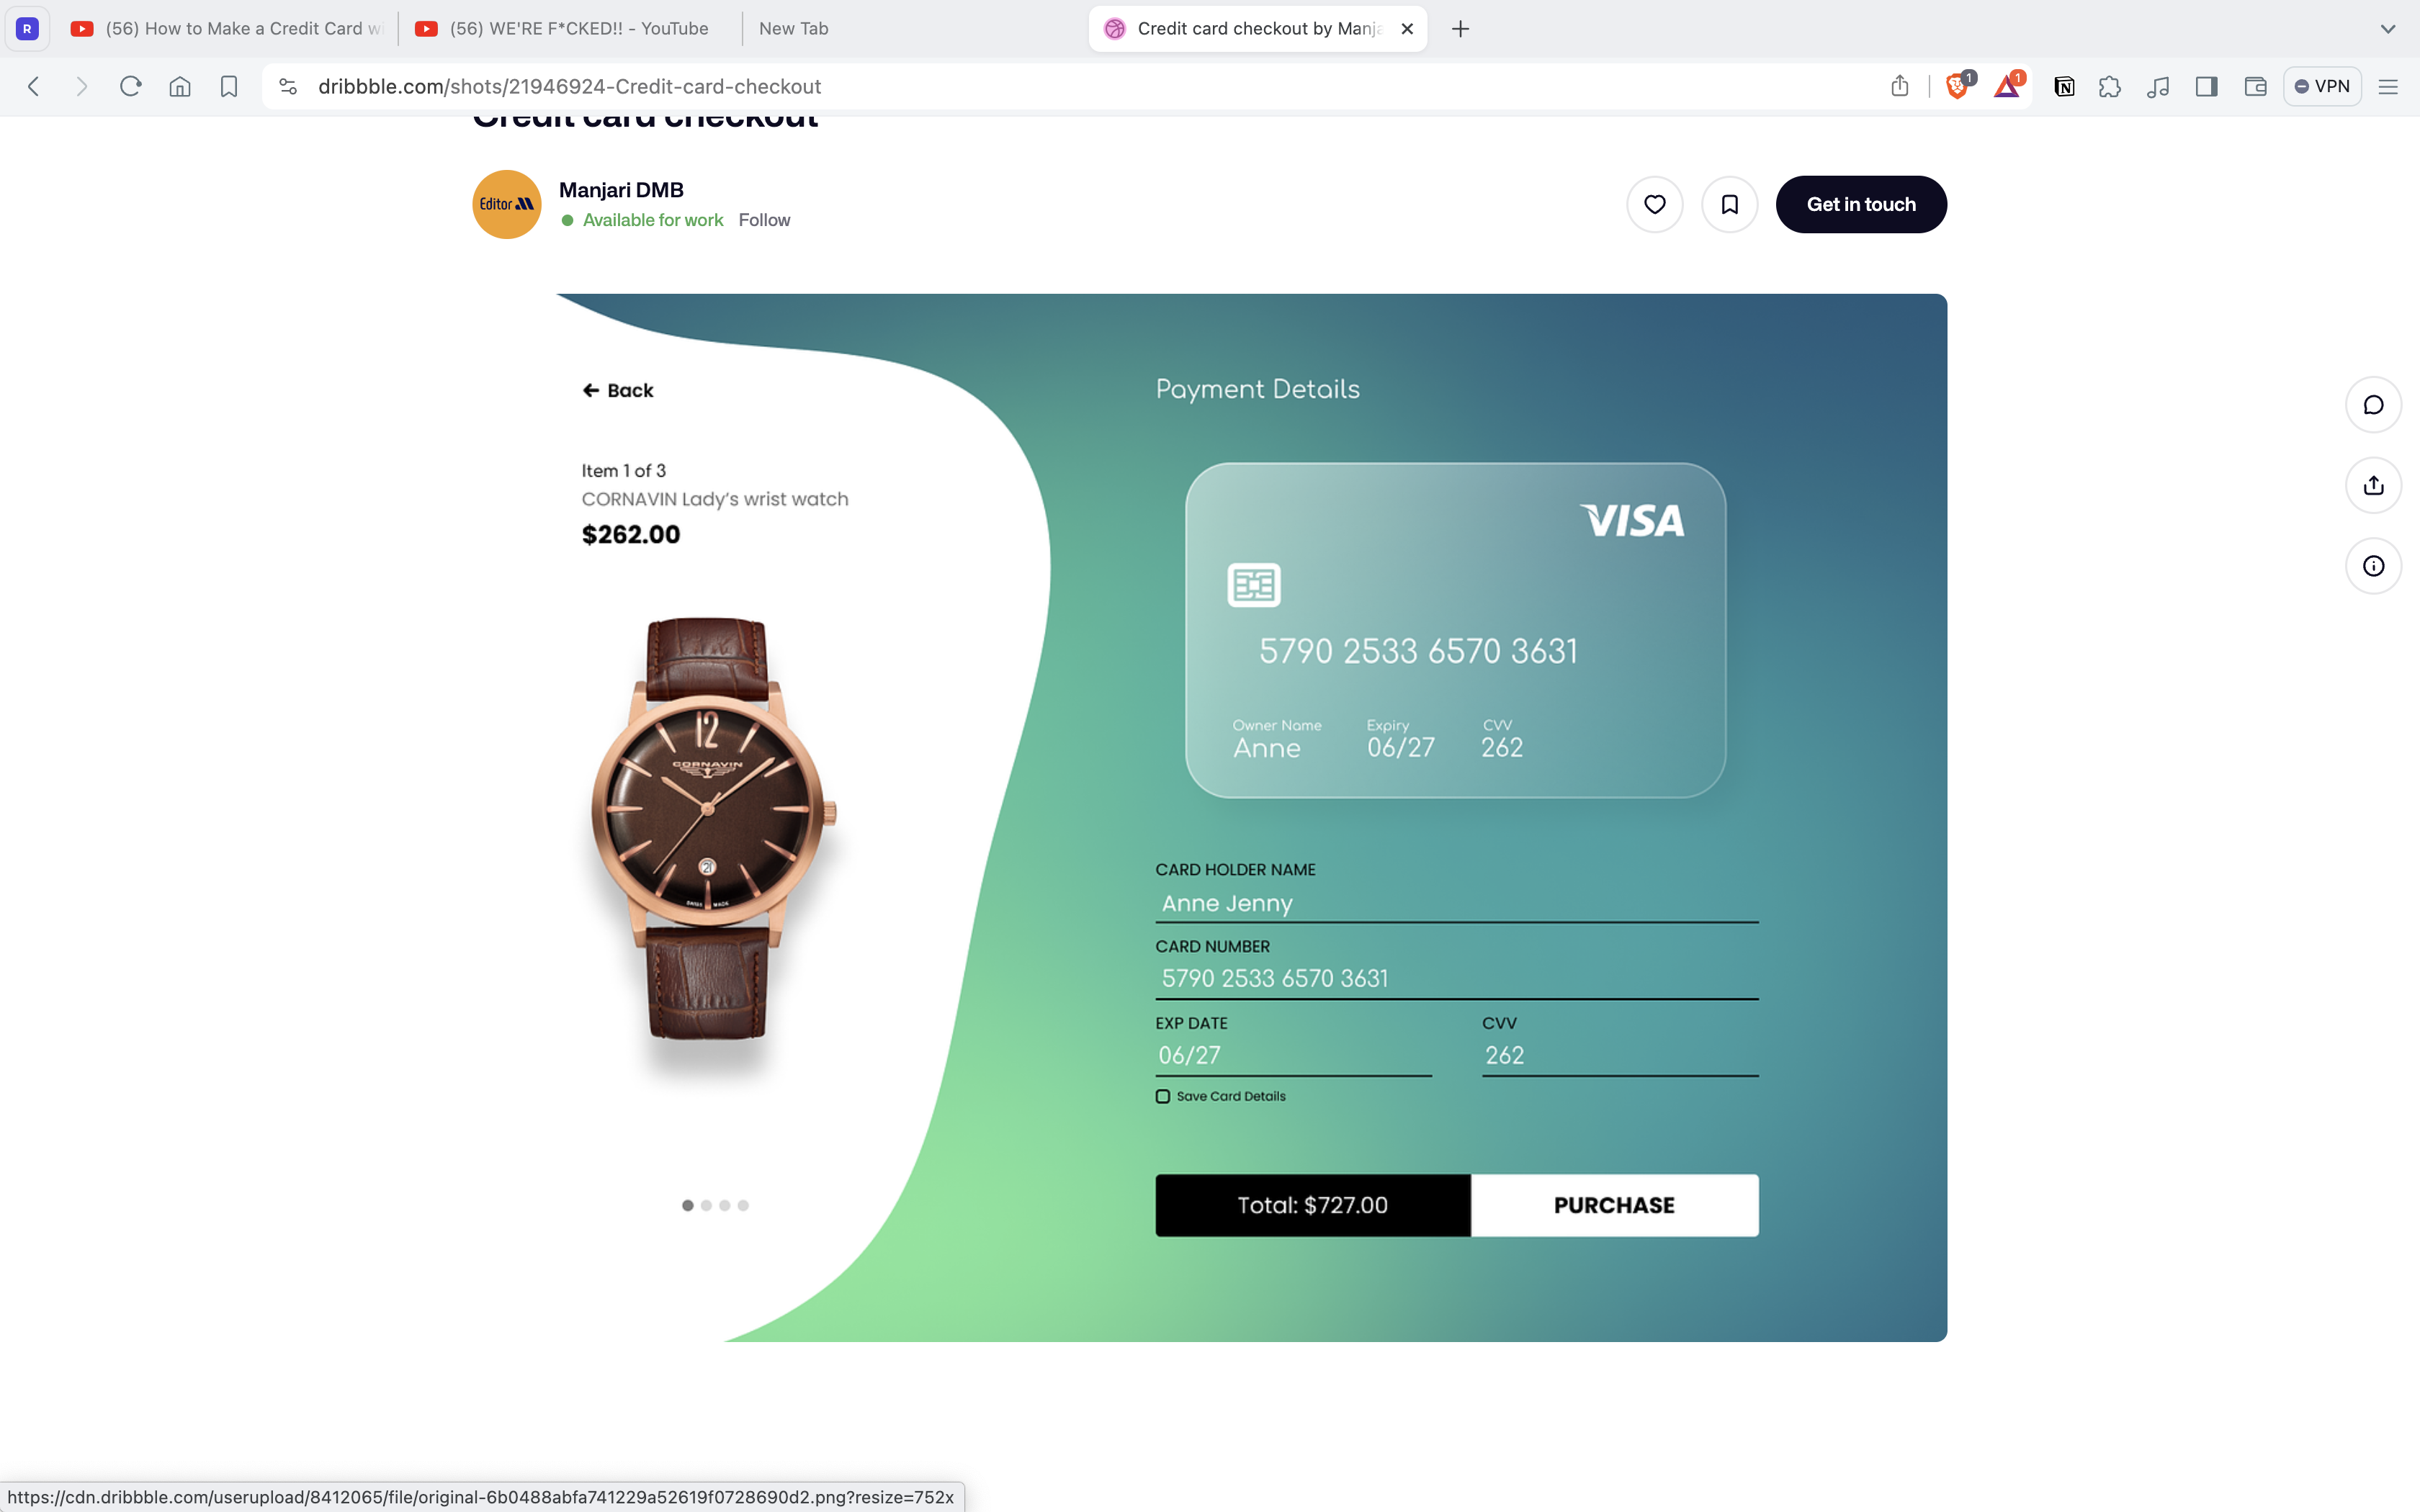 R
(56) How to Make a Credit Card w
(56) WE'RE F*CKED!! - YouTube
New Tab
Credit card checkout by Manja
dribbble.com/shots/21946924-Credit-card-checkout
1
1
VPN
Credit card checkout
Editor
Manjari DMB
Available for work Follow
Get in touch
Back
Item 1 of 3
CORNAVIN Lady's wrist watch
$262.00
12
CORNAVIN
SWISS MADE
Payment Details
VISA
5790 2533 6570 3631
Owner Name Expiry CVV
Anne 06/27 262
CARD HOLDER NAME
Anne Jenny
CARD NUMBER
5790 2533 6570 3631
EXP DATE CVV
06/27 262
Save Card Details
Total: $727.00 PURCHASE
https://cdn.dribbble.com/userupload/8412065/file/original-6b0488abfa741229a52619f0728690d2.png?resize=752x